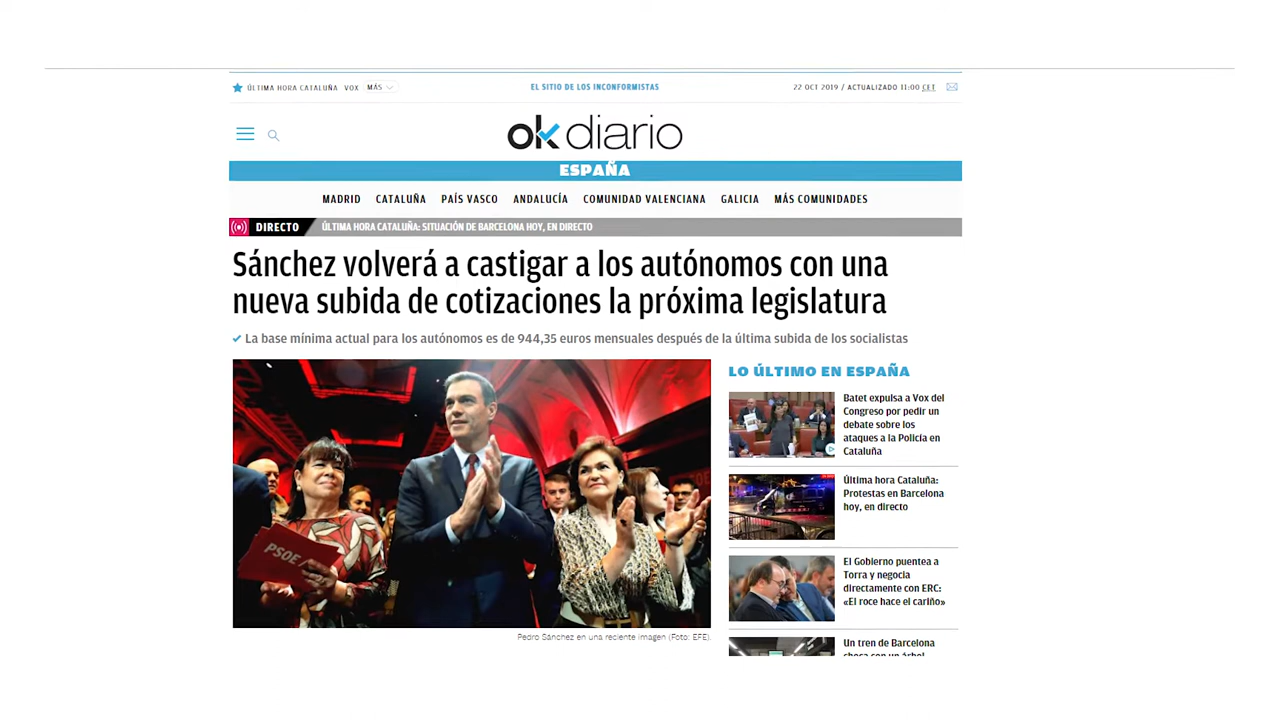 ÚLTIMA HORA CATALUÑA VOX MÁS
EL SITIO DE LOS INCONFORMISTAS
22 OCT 2019 / ACTUALIZADO 11:00 CET
okdiario
ESPAÑA
MADRID CATALUÑA PAÍS VASCO ANDALUCÍA COMUNIDAD VALENCIANA GALICIA MÁS COMUNIDADES
DIRECTO ÚLTIMA HORA CATALUÑA: SITUACIÓN DE BARCELONA HOY, EN DIRECTO
Sánchez volverá a castigar a los autónomos con una
nueva subida de cotizaciones la próxima legislatura
La base mínima actual para los autónomos es de 944,35 euros mensuales después de la última subida de los socialistas
PSOE
Pedro Sánchez en una reciente imagen (Foto: EFE).
LO ÚLTIMO EN ESPAÑA
Batet expulsa a Vox del
Congreso por pedir un
debate sobre los
ataques a la Policía en
Cataluña
Última hora Cataluña:
Protestas en Barcelona
hoy, en directo
El Gobierno puentea a
Torra y negocia
directamente con ERC:
«El roce hace el cariño»
Un tren de Barcelona
choca con un árbol